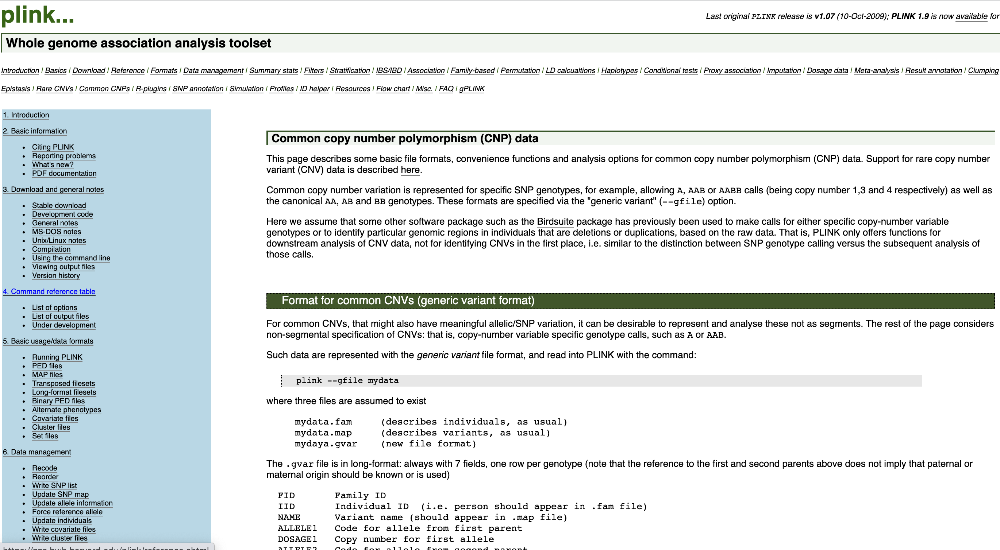 plink...
Last original PLINK release is v1.07 (10-Oct-2009); PLINK 1.9 is now available for
Whole genome association analysis toolset
Introduction | Basics | Download | Reference | Formats | Data management | Summary stats | Filters | Stratification | IBS/IBD | Association | Family-based | Permutation | LD calcualtions | Haplotypes | Conditional tests | Proxy association | Imputation | Dosage data | Meta-analysis | Result annotation | Clumping
Epistasis | Rare CNVs | Common CNPs | R-plugins | SNP annotation | Simulation | Profiles | ID helper | Resources | Flow chart | Misc. | FAQ | gPLINK
1. Introduction
2. Basic information
• Citing PLINK
• Reporting problems
• What's new?
• PDF documentation
3. Download and general notes
• Stable download
• Development code
• General notes
• MS-DOS notes
• Unix/Linux notes
• Compilation
• Using the command line
• Viewing output files
• Version history
4. Command reference table
• List of options
• List of output files
• Under development
5. Basic usage/data formats
• Running PLINK
• PED files
• MAP files
• Transposed filesets
• Long-format filesets
• Binary PED files
• Alternate phenotypes
• Covariate files
• Cluster files
• Set files
6. Data management
• Recode
• Reorder
• Write SNP list
• Update SNP map
• Update allele information
• Force reference allele
• Update individuals
• Write covariate files
• Write cluster files
Common copy number polymorphism (CNP) data
This page describes some basic file formats, convenience functions and analysis options for common copy number polymorphism (CNP) data. Support for rare copy number
variant (CNV) data is described here.
Common copy number variation is represented for specific SNP genotypes, for example, allowing A, AAB or AABB calls (being copy number 1,3 and 4 respectively) as well as
the canonical AA, AB and BB genotypes. These formats are specified via the "generic variant" (--gfile) option.
Here we assume that some other software package such as the Birdsuite package has previously been used to make calls for either specific copy-number variable
genotypes or to identify particular genomic regions in individuals that are deletions or duplications, based on the raw data. That is, PLINK only offers functions for
downstream analysis of CNV data, not for identifying CNVs in the first place, i.e. similar to the distinction between SNP genotype calling versus the subsequent analysis of
those calls.
Format for common CNVs (generic variant format)
For common CNVs, that might also have meaningful allelic/SNP variation, it can be desirable to represent and analyse these not as segments. The rest of the page considers
non-segmental specification of CNVs: that is, copy-number variable specific genotype calls, such as A or AAB.
Such data are represented with the generic variant file format, and read into PLINK with the command:
plink --gfile mydata
where three files are assumed to exist
mydata.fam (describes individuals, as usual)
mydata.map (describes variants, as usual)
mydaya.gvar (new file format)
The .gvar file is in long-format: always with 7 fields, one row per genotype (note that the reference to the first and second parents above does not imply that paternal or
maternal origin should be known or is used)
FID Family ID
IID Individual ID (i.e. person should appear in .fam file)
NAME Variant name (should appear in .map file)
ALLELE1 Code for allele from first parent
DOSAGE1 Copy number for first allele
ALLELE2 Code for allele from second parent
https://zzz.bwh.harvard.edu/plink/reference.shtml